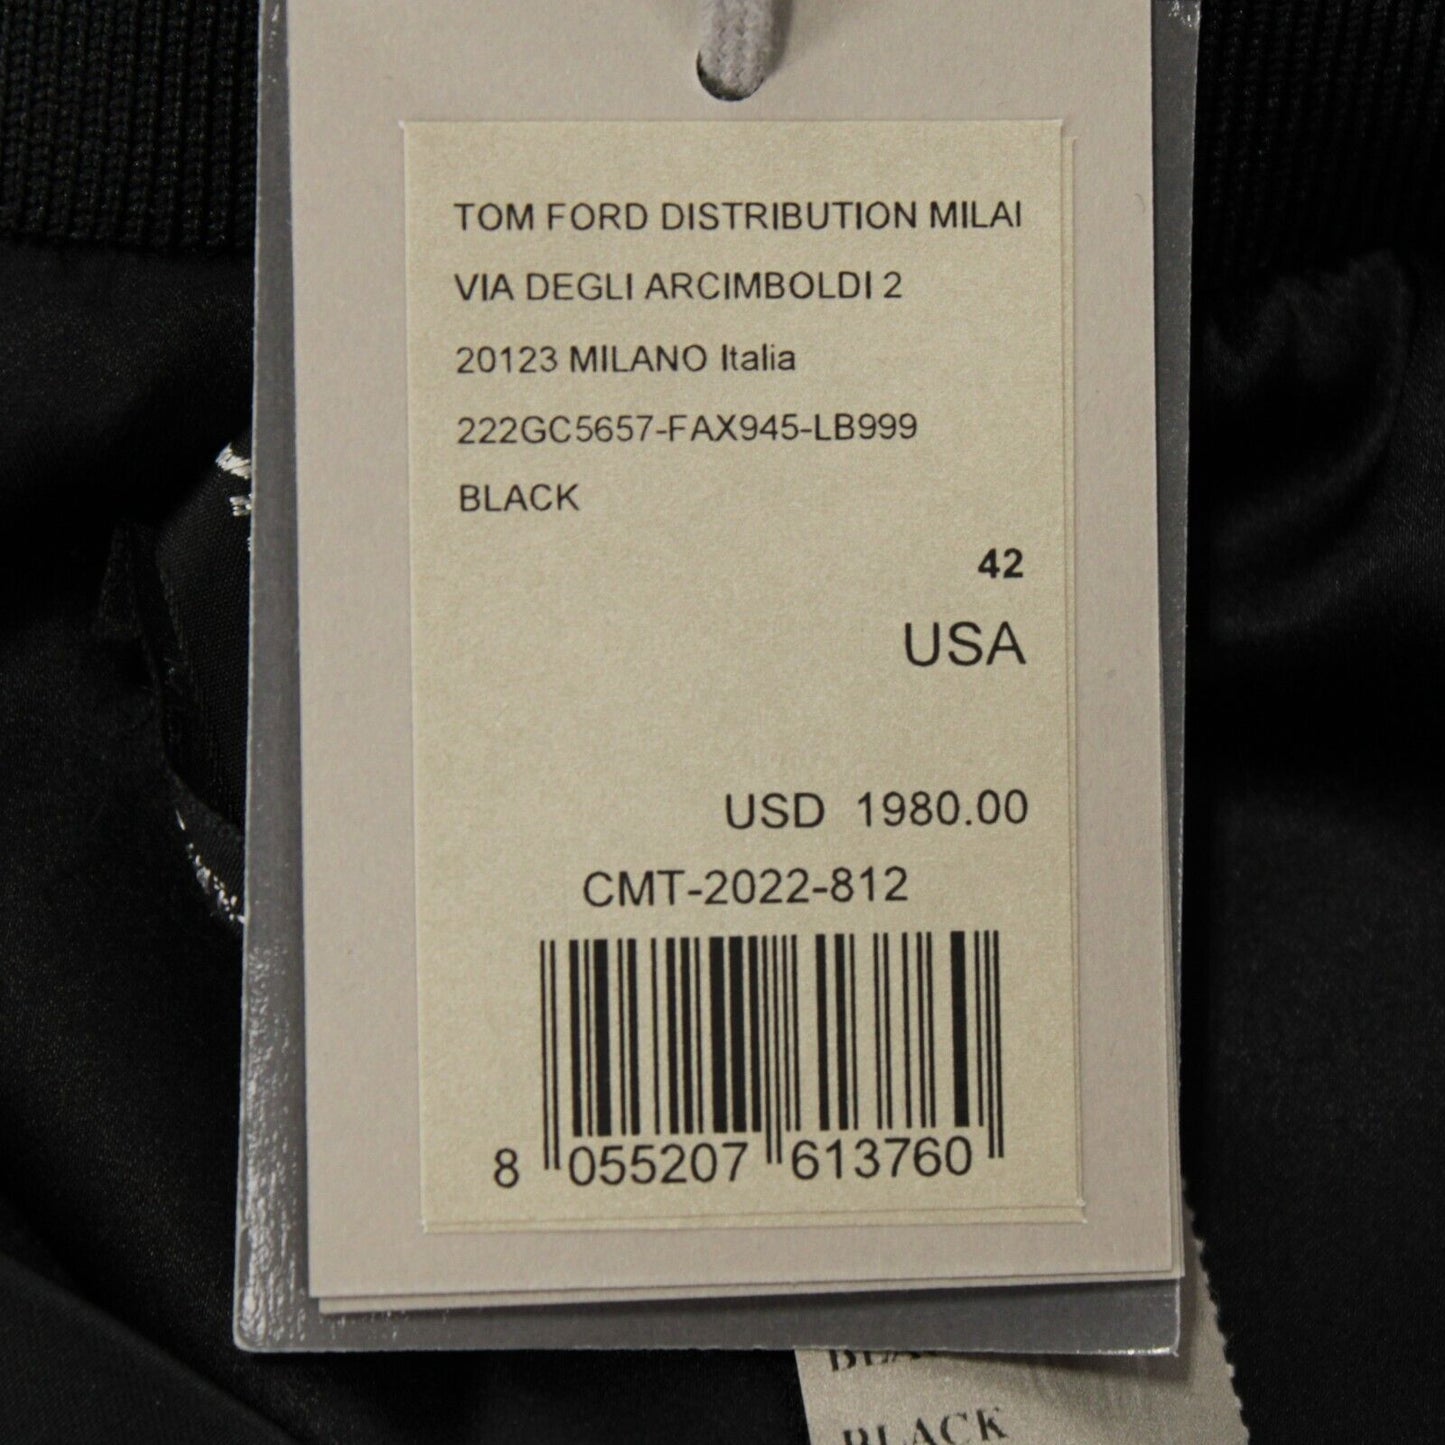 TOM FORD DISTRIBUTION MILAI
VIA DEGLI ARCIMBOLDI 2
20123 MILANO Italia
222GC5657-FAX945-LB999
BLACK
42
USA
USD 1980.00
CMT-2022-812
8 055207 613760
BLACK